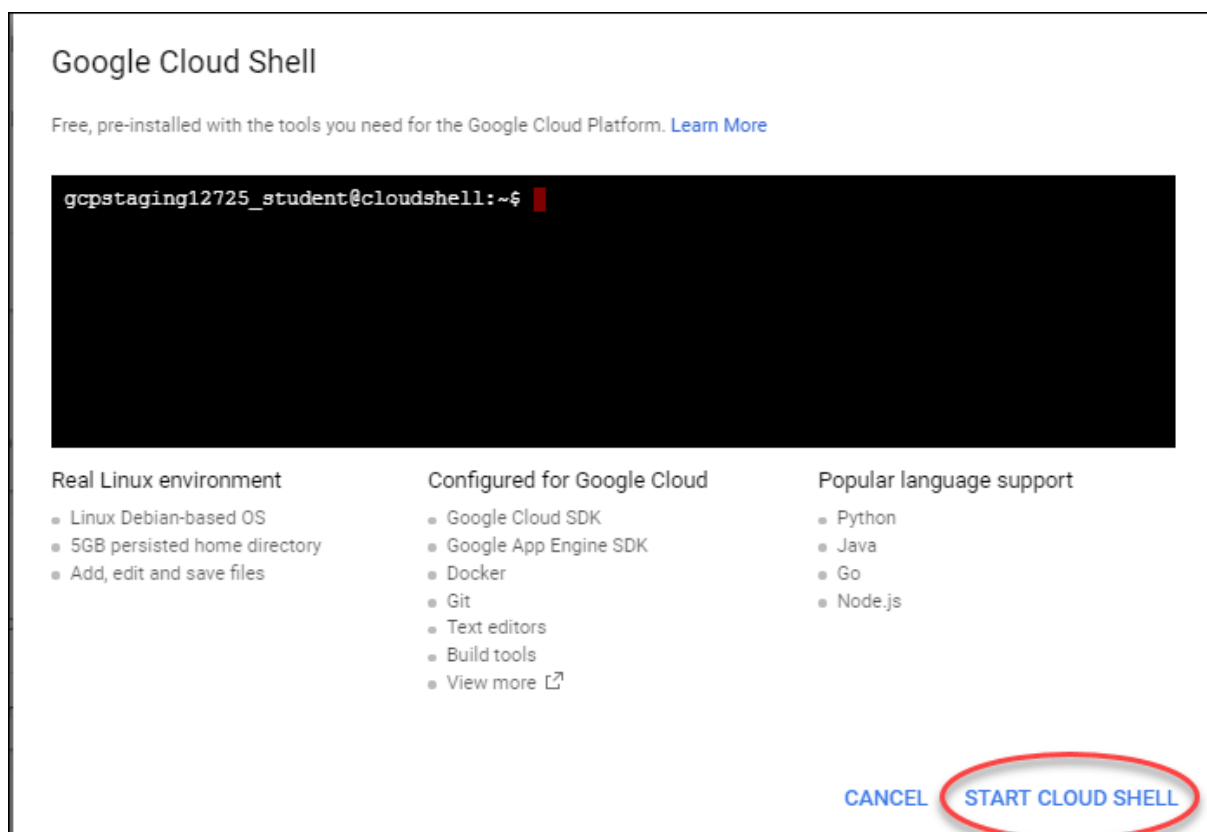 Google Cloud Shell
Free, pre-installed with the tools you need for the Google Cloud Platform. Learn More
gcpstaging12725_student@cloudshell:~$
Real Linux environment
Linux Debian-based OS
5GB persisted home directory
Add, edit and save files
Configured for Google Cloud
Google Cloud SDK
Google App Engine SDK
Docker
Git
Text editors
Build tools
View more
Popular language support
Python
Java
Go
Node.js
CANCEL START CLOUD SHELL